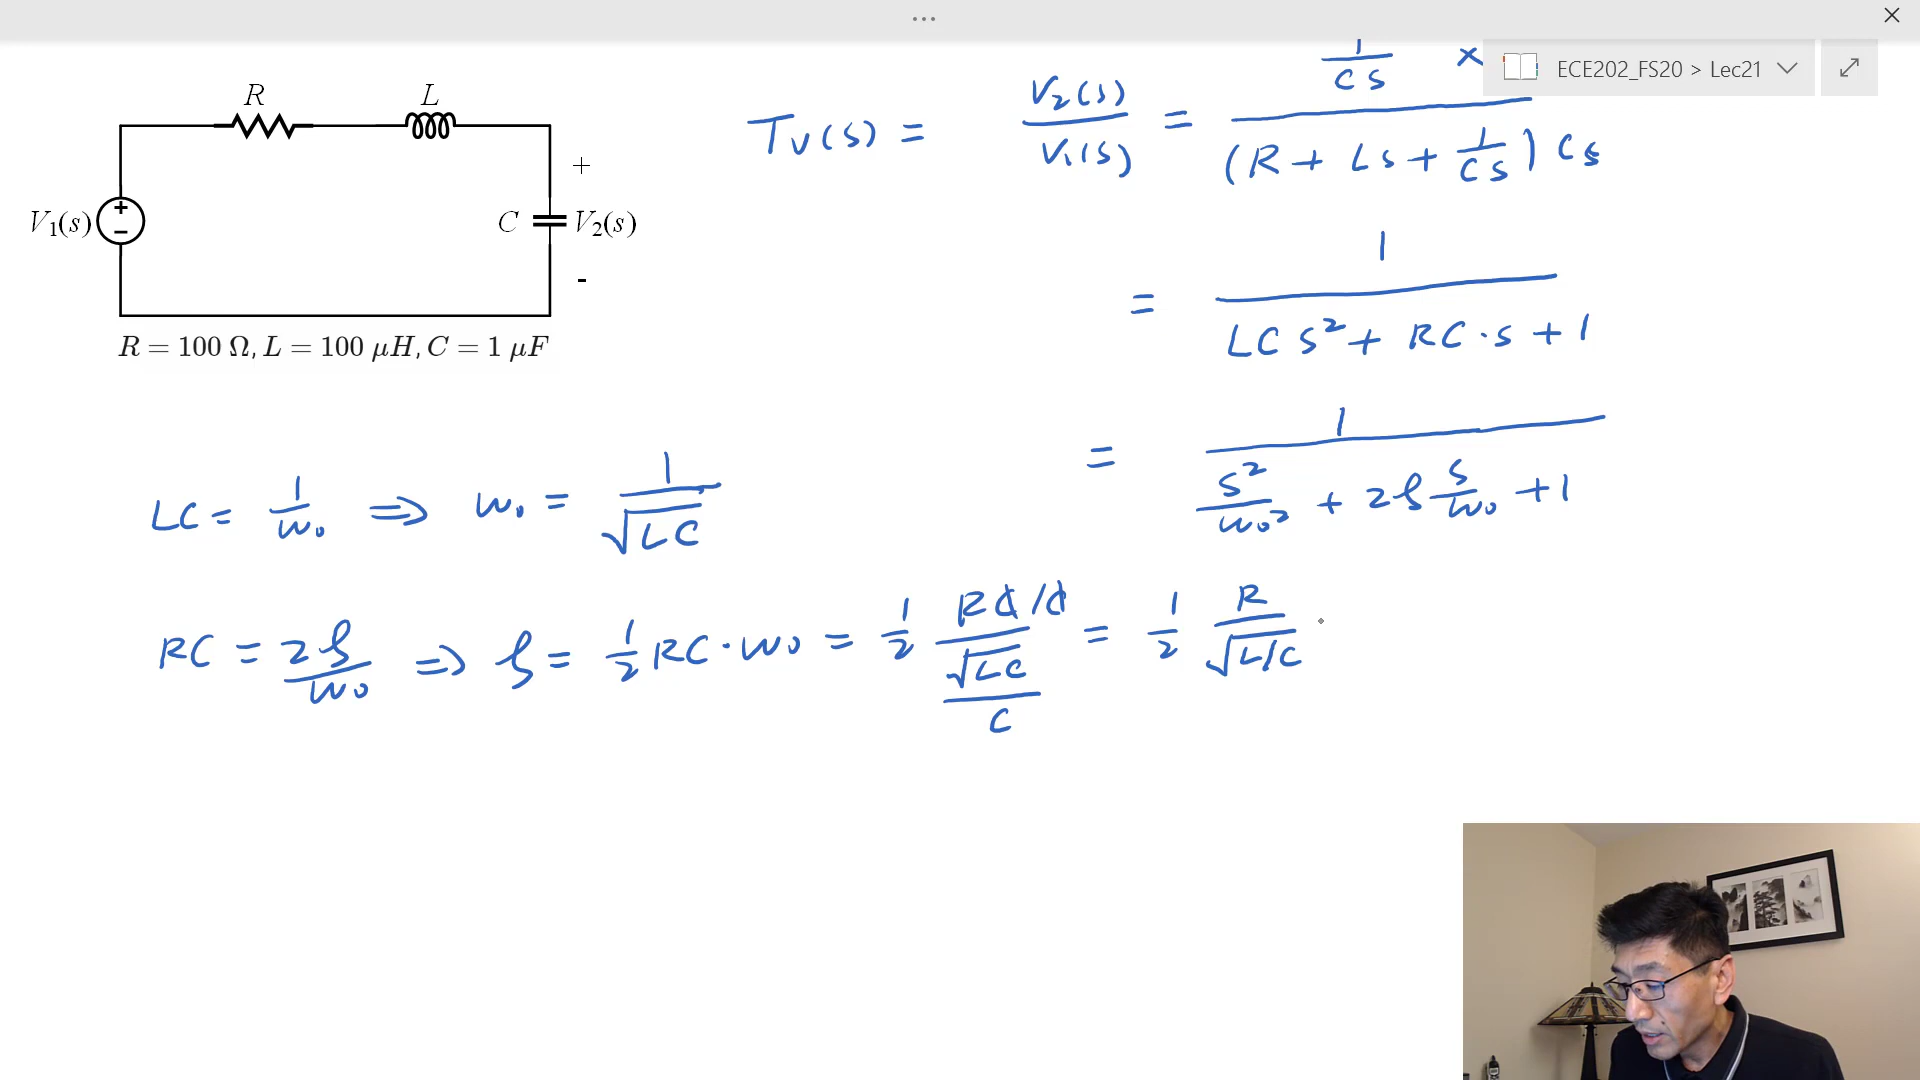 ...
ECE202_FS20 > Lec21
R L
V₁(s) + − C + V₂(s) -
R = 100 Ω, L = 100 μH, C = 1 μF
Tv(s) = V₂(s) / V₁(s) = (1/Cs) × / (R + Ls + 1/Cs) Cs
= 1 / (LC s² + RC · s + 1)
= 1 / (s²/ω₀² + 2ζ s/ω₀ + 1)
LC = 1/ω₀ ⇒ ω₀ = 1/√LC
RC = 2ζ/ω₀ ⇒ ζ = 1/2 RC · ω₀ = 1/2 (RC/C) / (√LC / C) = 1/2 R/√L/C